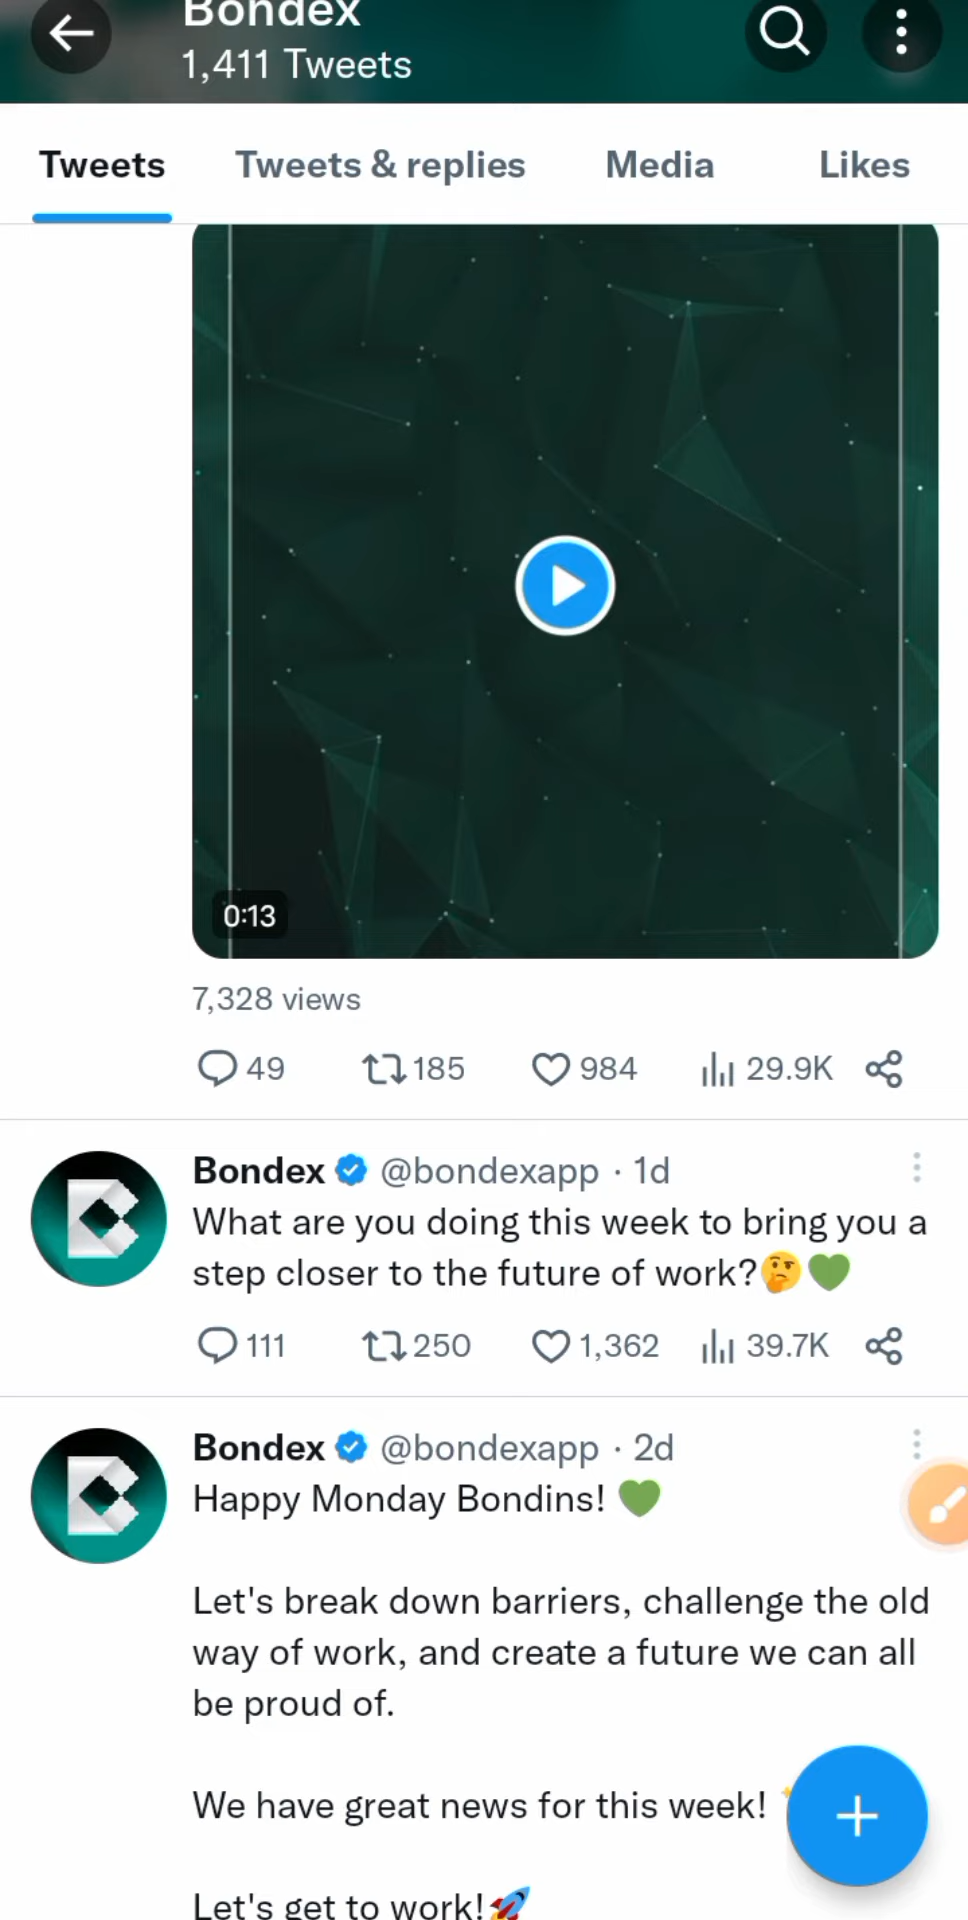 Bondex
1,411 Tweets
Tweets Tweets & replies Media Likes
0:13
7,328 views
49 185 984 29.9K
Bondex @bondexapp · 1d
What are you doing this week to bring you a
step closer to the future of work?🤔💚
111 250 1,362 39.7K
Bondex @bondexapp · 2d
Happy Monday Bondins! 💚
Let's break down barriers, challenge the old
way of work, and create a future we can all
be proud of.
We have great news for this week!
Let's get to work!🚀